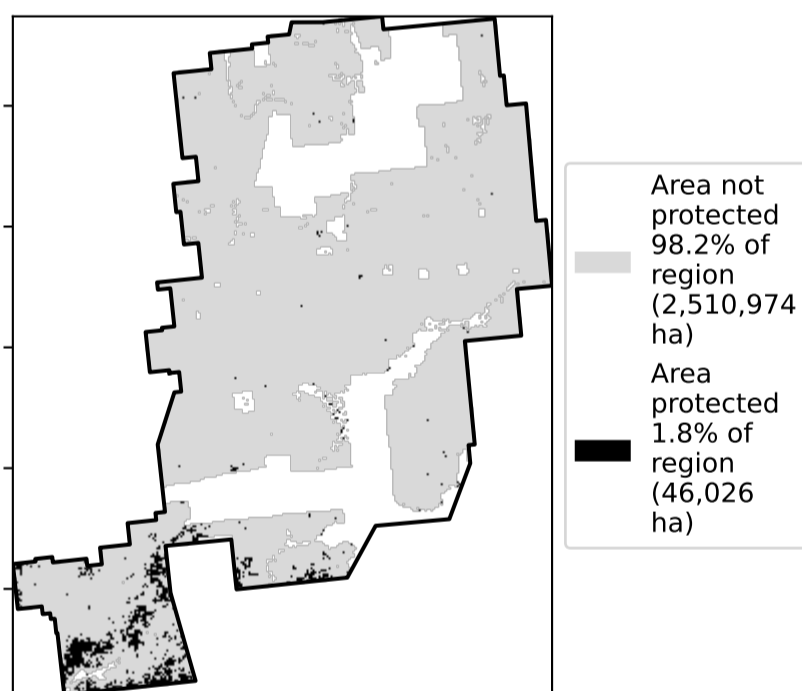 Area not
protected
98.2% of
region
(2,510,974
ha)
Area
protected
1.8% of
region
(46,026
ha)